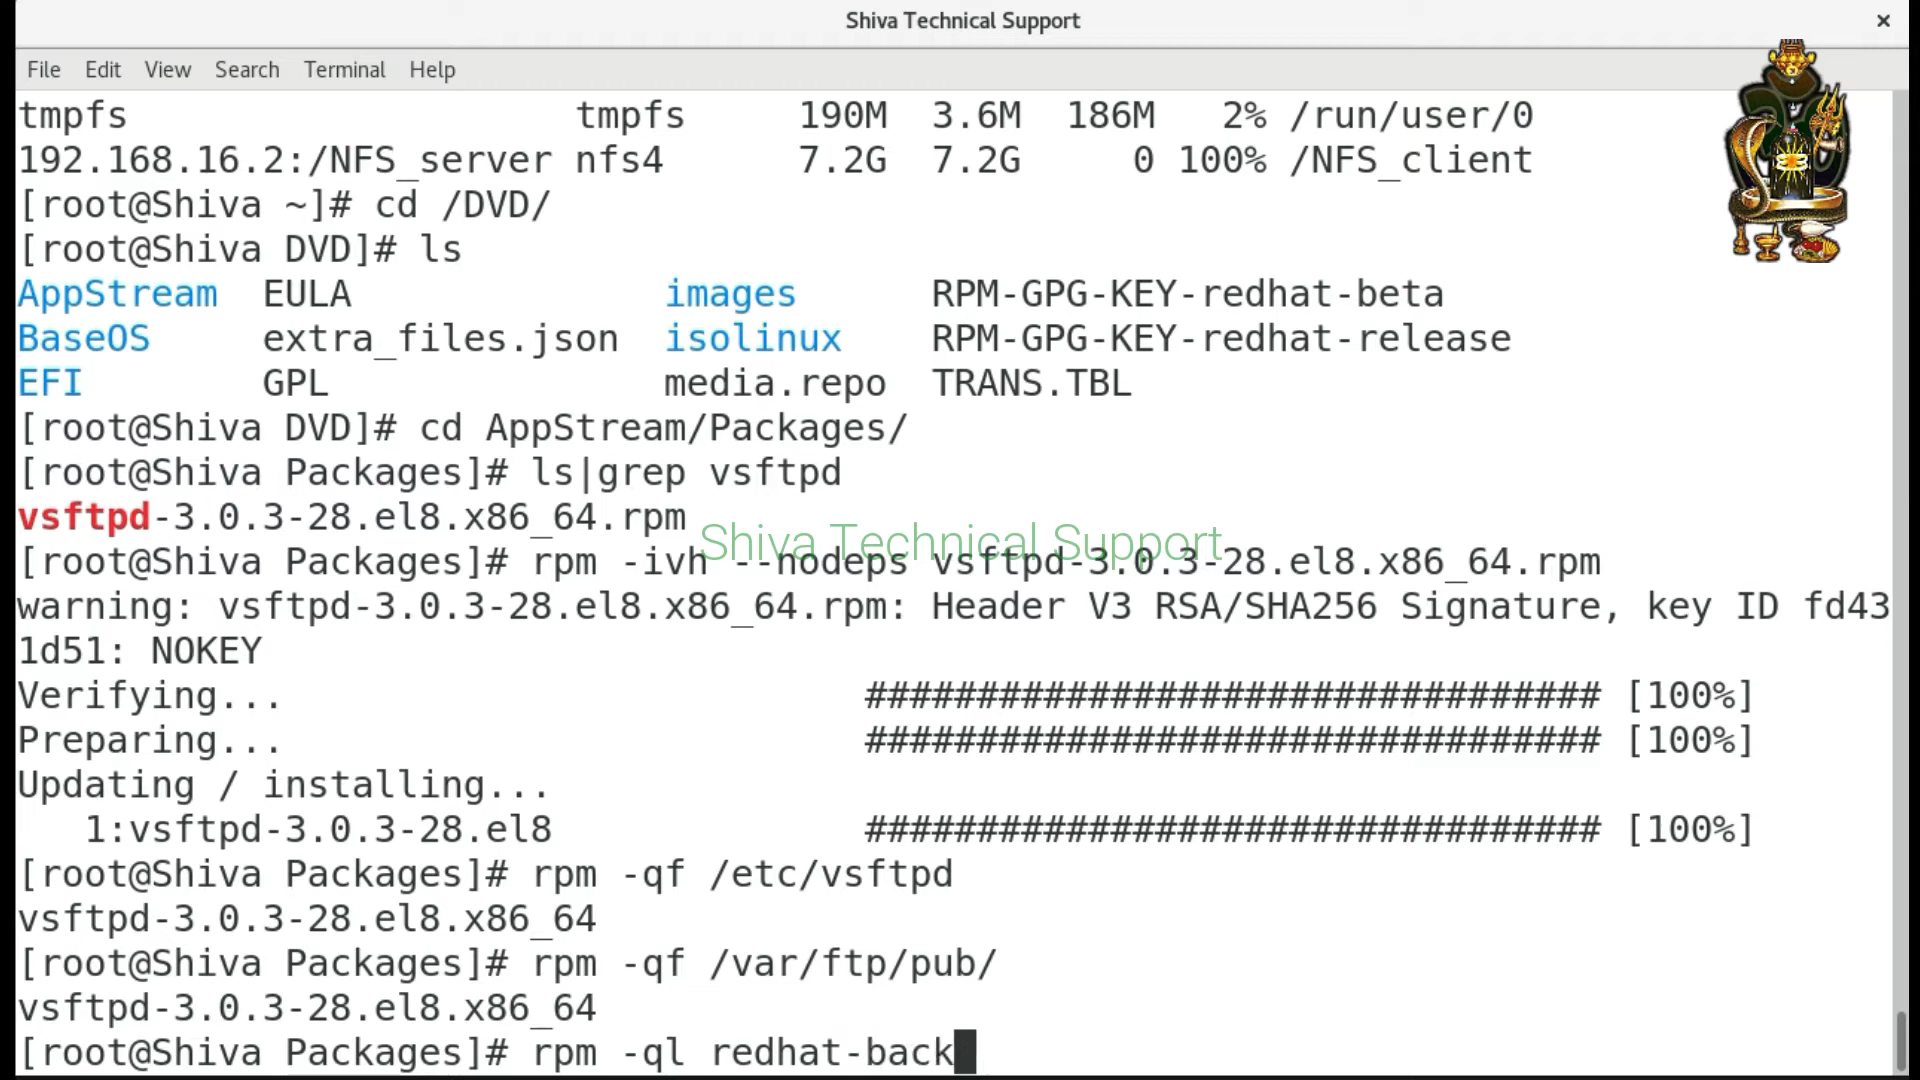 Shiva Technical Support ×
File Edit View Search Terminal Help
tmpfs tmpfs 190M 3.6M 186M 2% /run/user/0
192.168.16.2:/NFS_server nfs4 7.2G 7.2G 0 100% /NFS_client
[root@Shiva ~]# cd /DVD/
[root@Shiva DVD]# ls
AppStream EULA images RPM-GPG-KEY-redhat-beta
BaseOS extra_files.json isolinux RPM-GPG-KEY-redhat-release
EFI GPL media.repo TRANS.TBL
[root@Shiva DVD]# cd AppStream/Packages/
[root@Shiva Packages]# ls|grep vsftpd
vsftpd-3.0.3-28.el8.x86_64.rpm
Shiva Technical Support
[root@Shiva Packages]# rpm -ivh --nodeps vsftpd-3.0.3-28.el8.x86_64.rpm
warning: vsftpd-3.0.3-28.el8.x86_64.rpm: Header V3 RSA/SHA256 Signature, key ID fd43
1d51: NOKEY
Verifying... ################################# [100%]
Preparing... ################################# [100%]
Updating / installing...
1:vsftpd-3.0.3-28.el8 ################################# [100%]
[root@Shiva Packages]# rpm -qf /etc/vsftpd
vsftpd-3.0.3-28.el8.x86_64
[root@Shiva Packages]# rpm -qf /var/ftp/pub/
vsftpd-3.0.3-28.el8.x86_64
[root@Shiva Packages]# rpm -ql redhat-back